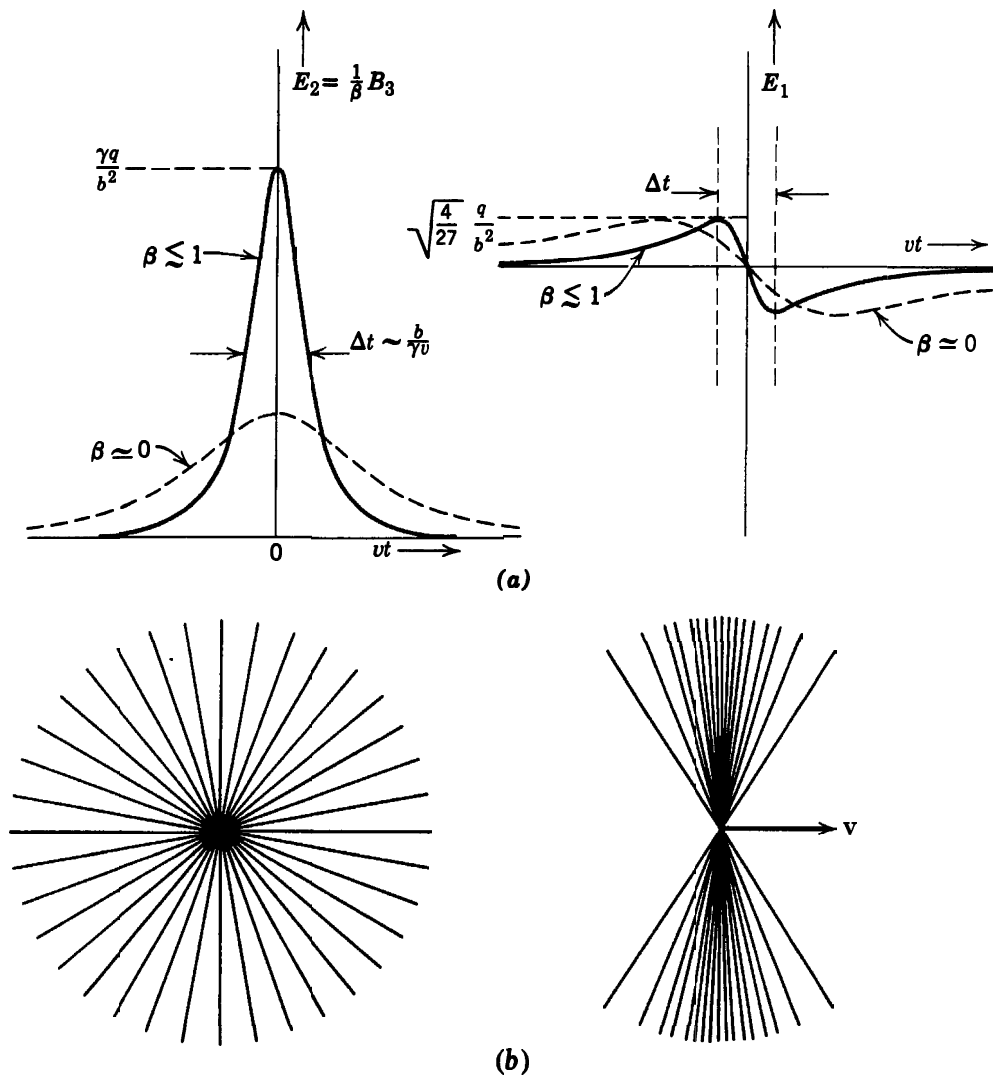 E₂ = 1/β B₃
γq/b²
β ≲ 1
Δt ~ b/γv
β ≃ 0
0
vt
E₁
Δt
√(4/27) q/b²
vt
β ≲ 1
β ≃ 0
(a)
v
(b)